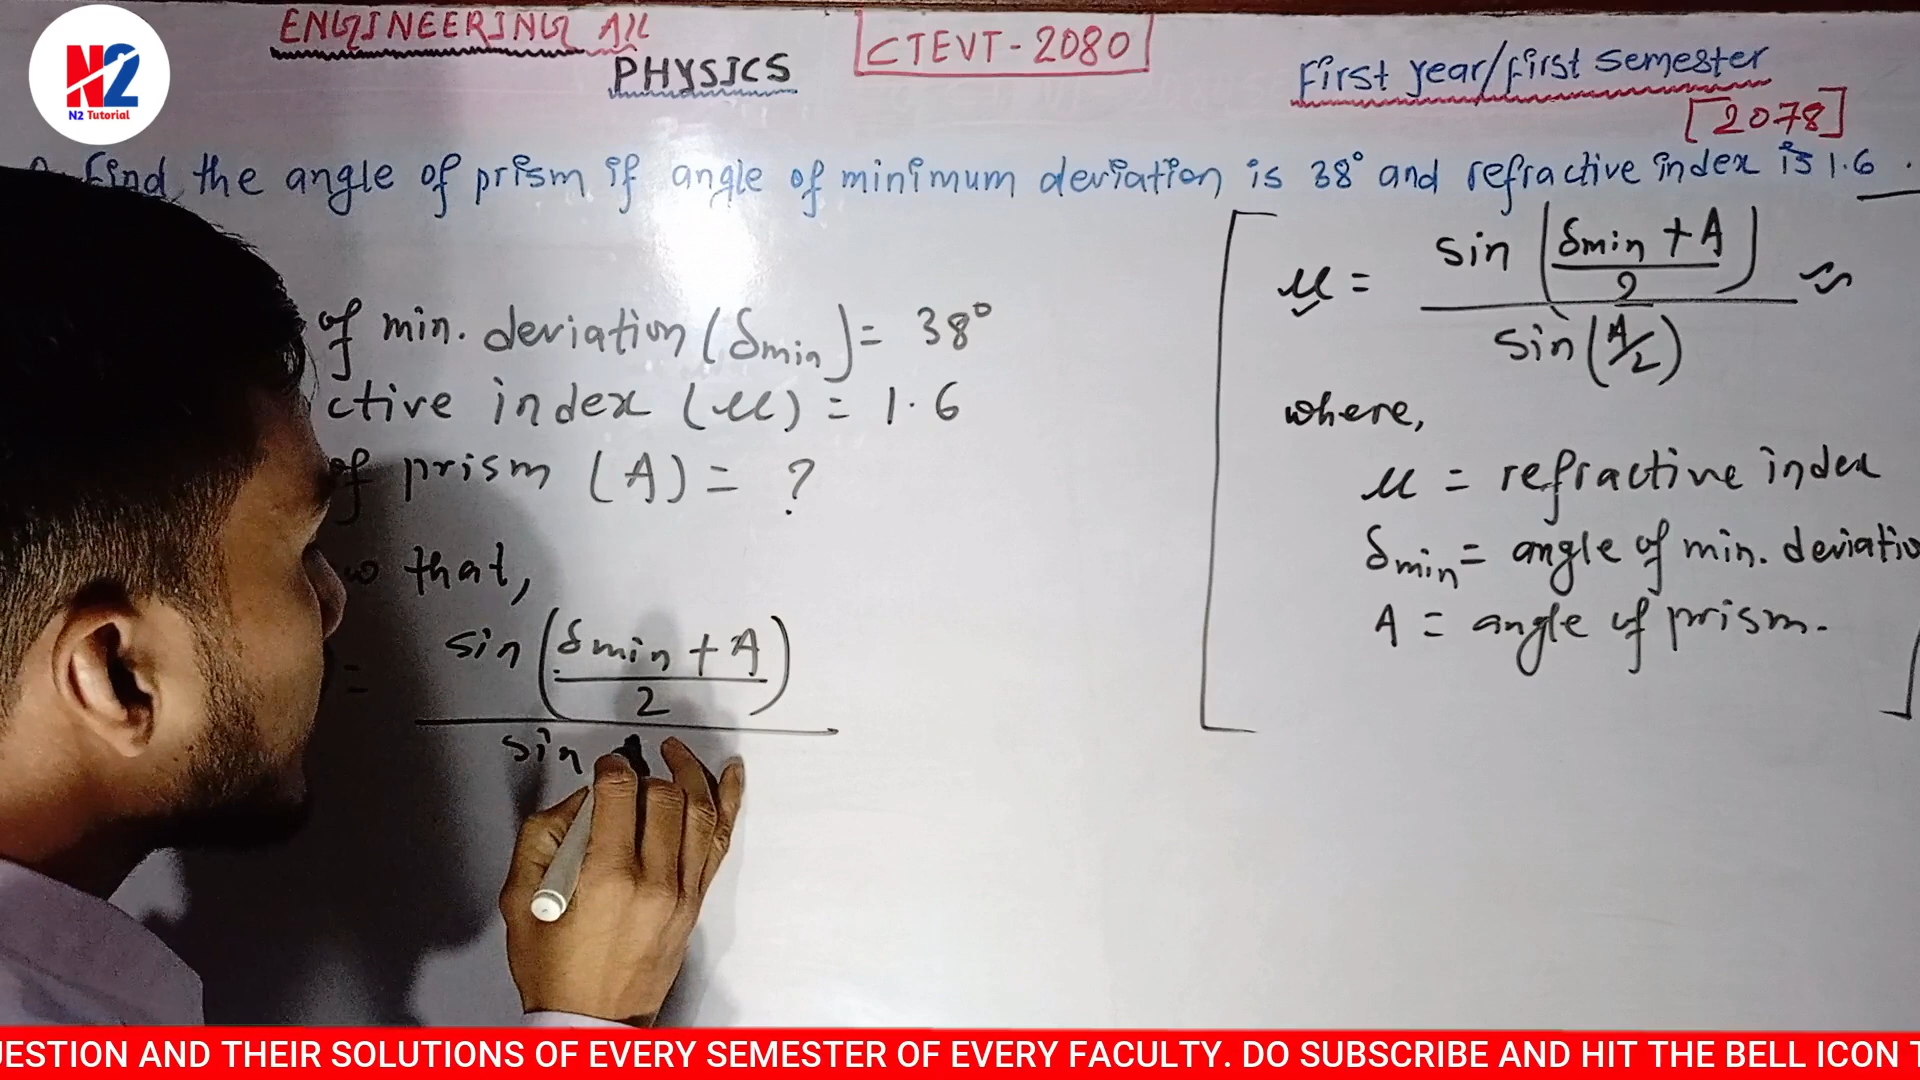 N2
N2 Tutorial
ENGINEERING All
PHYSICS
CTEVT - 2080
First year/first semester
[2078]
Find the angle of prism if angle of minimum deviation is 38° and refractive index is 1.6.
of min. deviation (δmin) = 38°
ctive index (μ) = 1.6
of prism (A) = ?
that,
= sin (δmin + A / 2)
sin
μ = sin (δmin + A / 2)
sin (A/2)
where,
μ = refractive index
δmin = angle of min. deviatio
A = angle of prism.
UESTION AND THEIR SOLUTIONS OF EVERY SEMESTER OF EVERY FACULTY. DO SUBSCRIBE AND HIT THE BELL ICON T